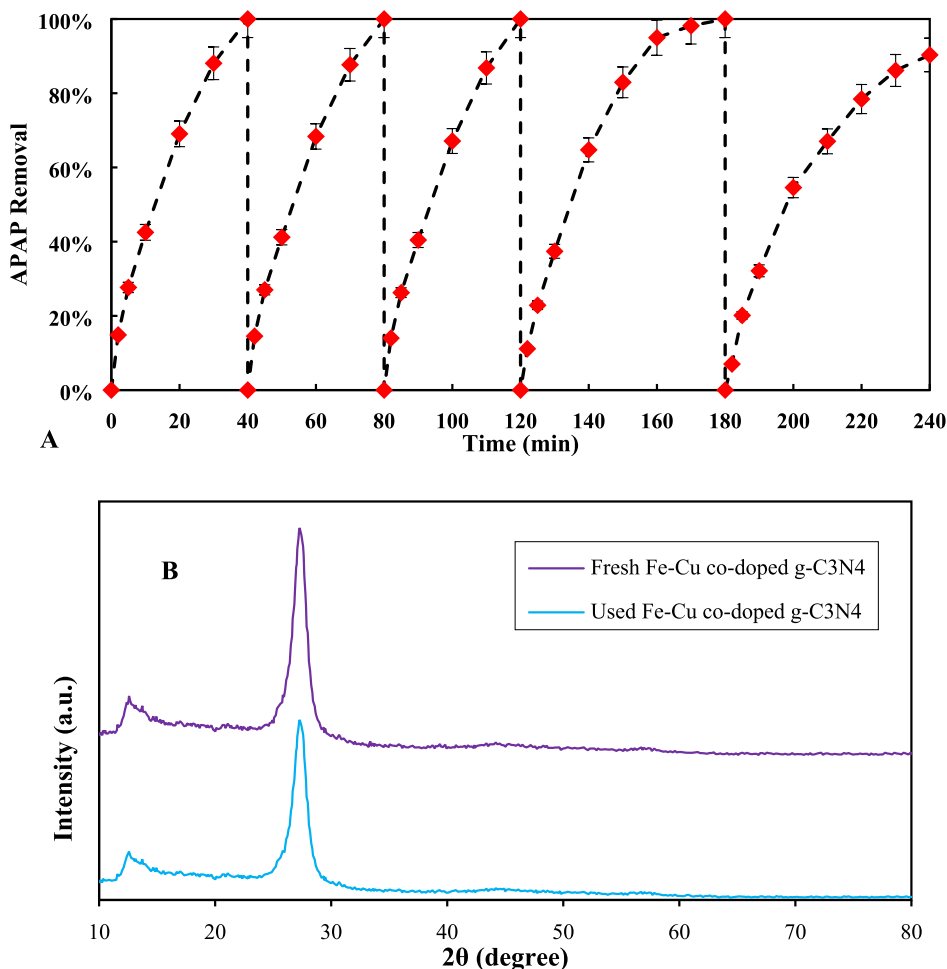 100%
80%
60%
40%
20%
0%
APAP Removal
0 20 40 60 80 100 120 140 160 180 200 220 240
Time (min)
A
B
Fresh Fe-Cu co-doped g-C3N4
Used Fe-Cu co-doped g-C3N4
Intensity (a.u.)
10 20 30 40 50 60 70 80
2θ (degree)